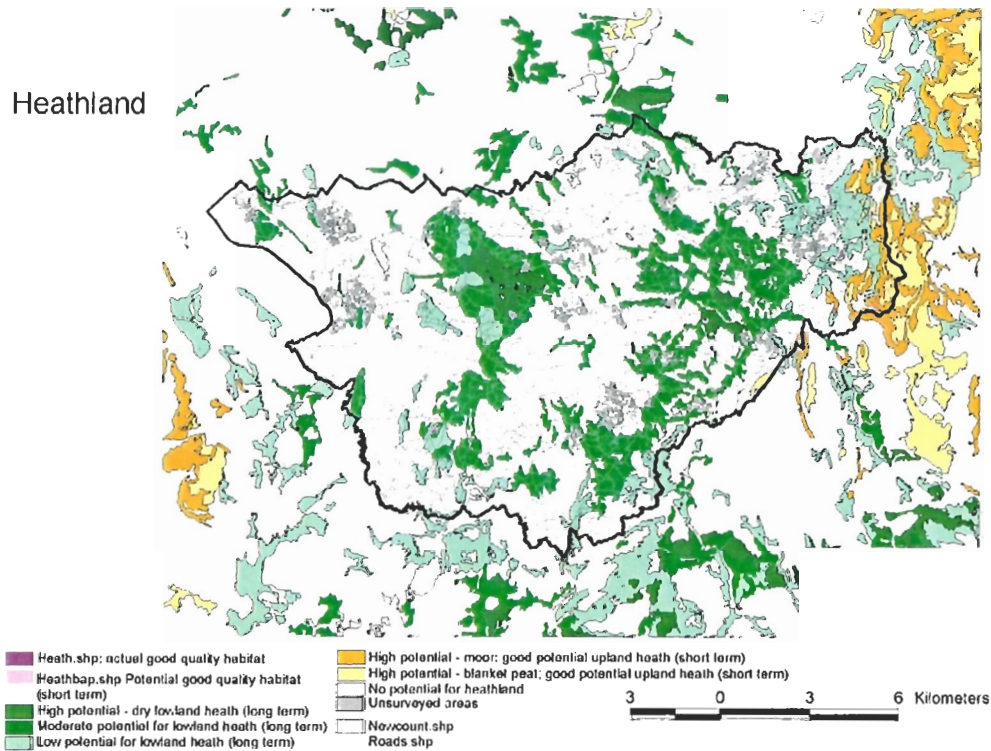 Heathland
Heath.shp: actual good quality habitat
Heathbap.shp Potential good quality habitat
(short term)
High potential - dry lowland heath (long term)
Moderate potential for lowland heath (long term)
Low potential for lowland heath (long term)
High potential - moor: good potential upland heath (short term)
High potential - blanket peat; good potential upland heath (short term)
No potential for heathland
Unsurveyed areas
Newcount.shp
Roads shp
3 0 3 6 Kilometers